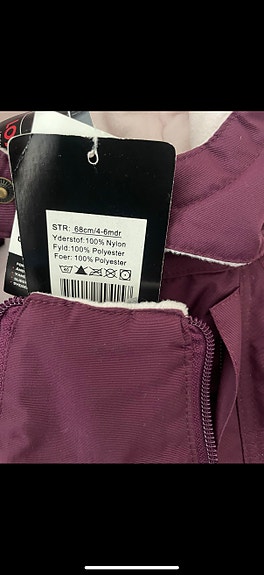 STR: 68cm/4-6mdr
Yderstof: 100% Nylon
Fyld: 100% Polyester
Foer: 100% Polyester